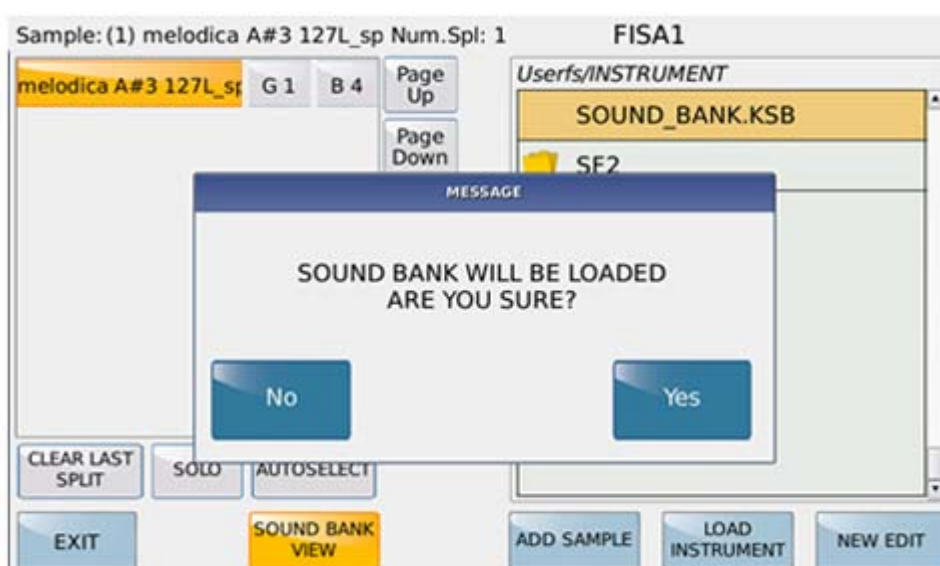 Sample: (1) melodica A#3 127L_sp Num.Spl: 1 FISA1
melodica A#3 127L_sp G 1 B 4
Page
Up
Page
Down
Userfs/INSTRUMENT
SOUND_BANK.KSB
SF2
MESSAGE
SOUND BANK WILL BE LOADED
ARE YOU SURE?
No Yes
CLEAR LAST
SPLIT
SOLO
AUTOSELECT
EXIT
SOUND BANK
VIEW
ADD SAMPLE
LOAD
INSTRUMENT
NEW EDIT